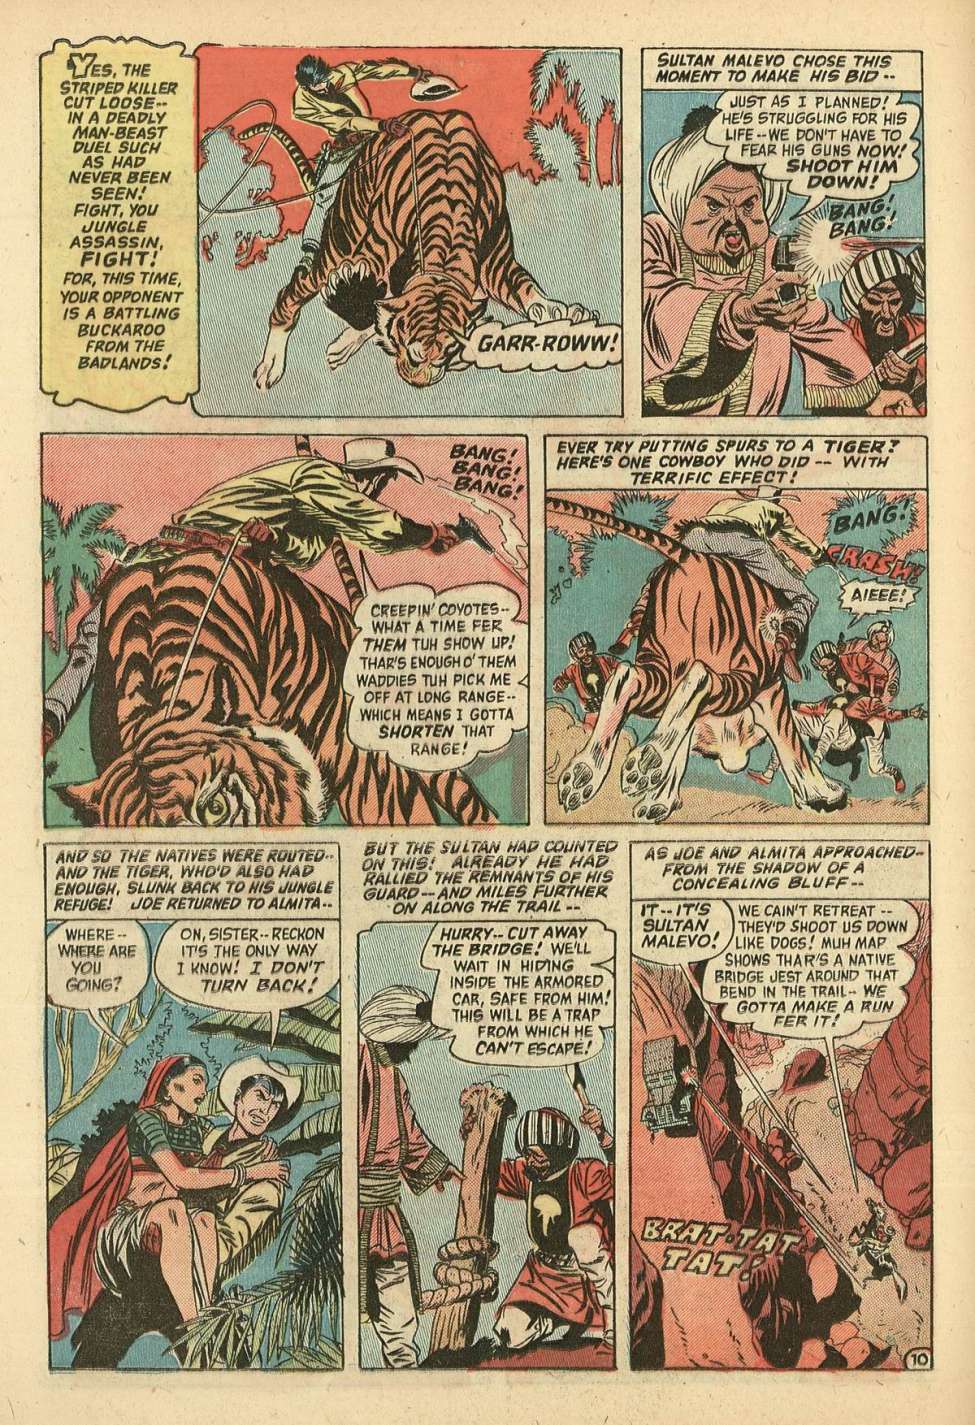 YES, THE
STRIPED KILLER
CUT LOOSE--
IN A DEADLY
MAN-BEAST
DUEL SUCH
AS HAD
NEVER BEEN
SEEN!
FIGHT, YOU
JUNGLE
ASSASSIN,
FIGHT!
FOR, THIS TIME,
YOUR OPPONENT
IS A BATTLING
BUCKAROO
FROM THE
BADLANDS!
GARR-ROWW!
SULTAN MALEVO CHOSE THIS
MOMENT TO MAKE HIS BID--
JUST AS I PLANNED!
HE'S STRUGGLING FOR HIS
LIFE--WE DON'T HAVE TO
FEAR HIS GUNS NOW!
SHOOT HIM
DOWN!
BANG!
BANG!
BANG!
BANG!
BANG!
CREEPIN' COYOTES--
WHAT A TIME FER
THEM TUH SHOW UP!
THAR'S ENOUGH O' THEM
WADDIES TUH PICK ME
OFF AT LONG RANGE--
WHICH MEANS I GOTTA
SHORTEN THAT
RANGE!
EVER TRY PUTTING SPURS TO A TIGER?
HERE'S ONE COWBOY WHO DID -- WITH
TERRIFIC EFFECT!
BANG!
CRASH!
AIEEE!
AND SO THE NATIVES WERE ROUTED--
AND THE TIGER, WHO'D ALSO HAD
ENOUGH, SLUNK BACK TO HIS JUNGLE
REFUGE! JOE RETURNED TO ALMITA--
WHERE--
WHERE ARE
YOU
GOING?
ON, SISTER--RECKON
IT'S THE ONLY WAY
I KNOW! I DON'T
TURN BACK!
BUT THE SULTAN HAD COUNTED
ON THIS! ALREADY HE HAD
RALLIED THE REMNANTS OF HIS
GUARD--AND MILES FURTHER
ON ALONG THE TRAIL--
HURRY--CUT AWAY
THE BRIDGE! WE'LL
WAIT IN HIDING
INSIDE THE ARMORED
CAR, SAFE FROM HIM!
THIS WILL BE A TRAP
FROM WHICH HE
CAN'T ESCAPE!
AS JOE AND ALMITA APPROACHED--
FROM THE SHADOW OF A
CONCEALING BLUFF--
IT--IT'S
SULTAN
MALEVO!
WE CAIN'T RETREAT--
THEY'D SHOOT US DOWN
LIKE DOGS! MUH MAP
SHOWS THAR'S A NATIVE
BRIDGE JEST AROUND THAT
BEND IN THE TRAIL--WE
GOTTA MAKE A RUN
FER IT!
BRAT-TAT-
TAT!
10